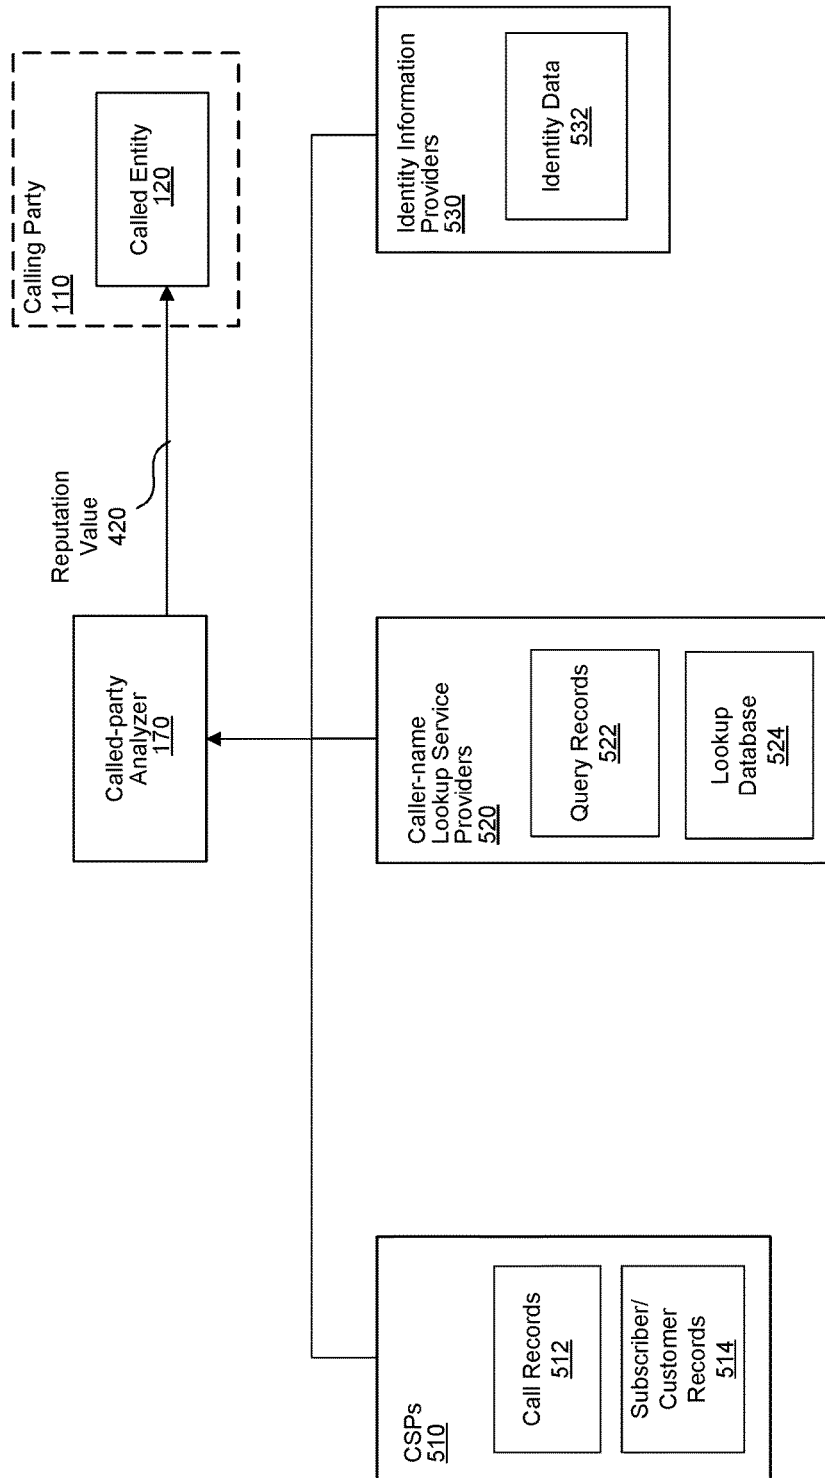 Calling Party
110
Called Entity
120
Reputation
Value
420
Called-party
Analyzer
170
CSPs
510
Call Records
512
Subscriber/
Customer
Records
514
Caller-name
Lookup Service
Providers
520
Query Records
522
Lookup
Database
524
Identity Information
Providers
530
Identity Data
532